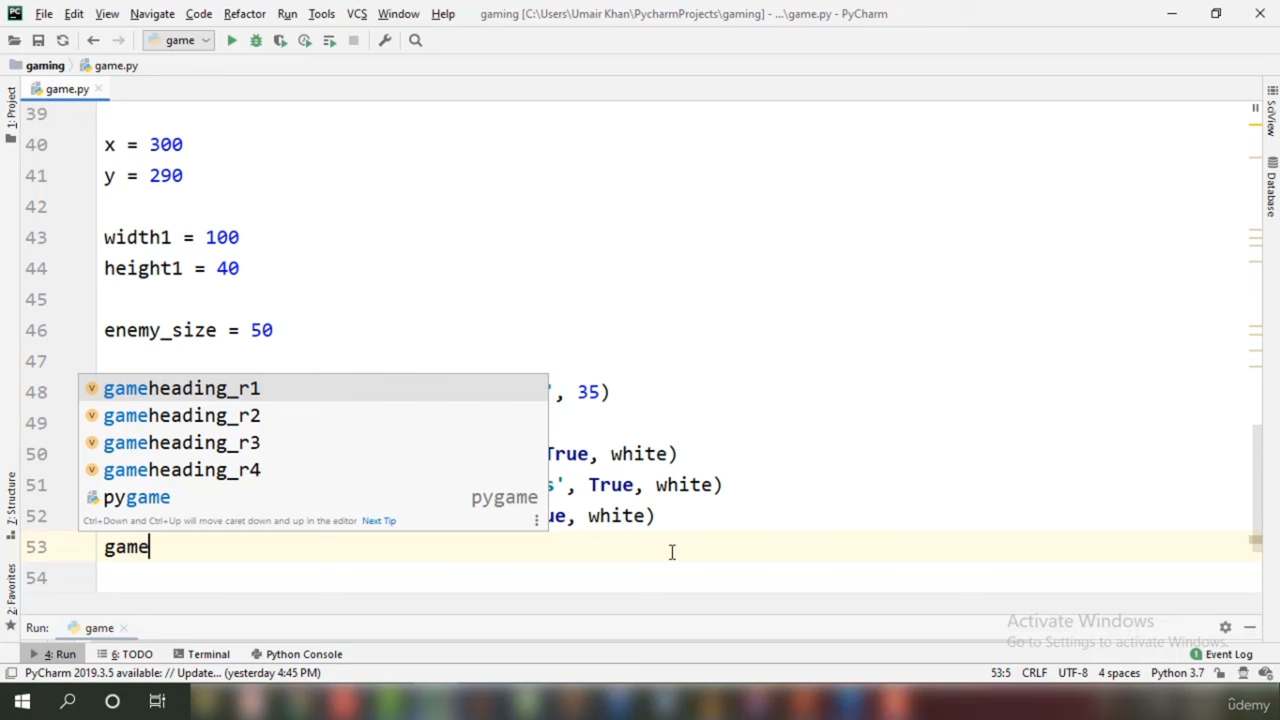 File Edit View Navigate Code Refactor Run Tools VCS Window Help gaming [C:\Users\Umair Khan\PycharmProjects\gaming] - ...\game.py - PyCharm
game
gaming game.py
1: Project
game.py
39
40 x = 300
41 y = 290
42
43 width1 = 100
44 height1 = 40
45
46 enemy_size = 50
47
48 ', 35)
49
50 True, white)
51 s', True, white)
52 ue, white)
53 game
54
gameheading_r1
gameheading_r2
gameheading_r3
gameheading_r4
pygame pygame
Ctrl+Down and Ctrl+Up will move caret down and up in the editor Next Tip
SciView
Database
Z: Structure
2: Favorites
Run: game
Activate Windows
Go to Settings to activate Windows.
4: Run 6: TODO Terminal Python Console 1 Event Log
PyCharm 2019.3.5 available: // Update... (yesterday 4:45 PM) 53:5 CRLF UTF-8 4 spaces Python 3.7
ûdemy